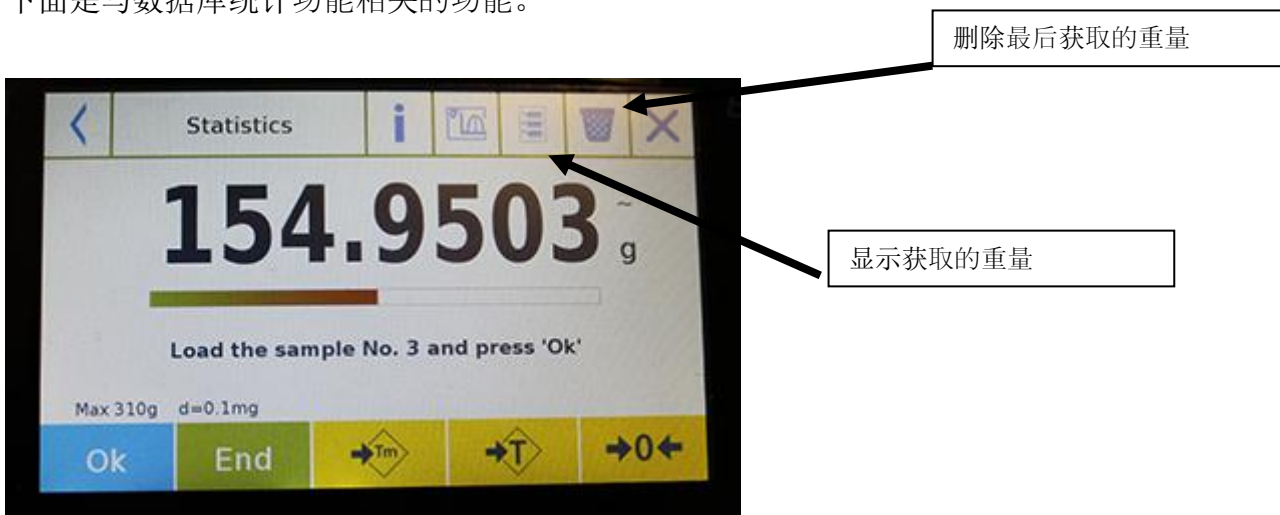 下面是与数据库统计功能相关的功能。
删除最后获取的重量
Statistics
154.9503 ~ g
显示获取的重量
Load the sample No. 3 and press 'Ok'
Max 310g d=0.1mg
Ok End Tm T 0